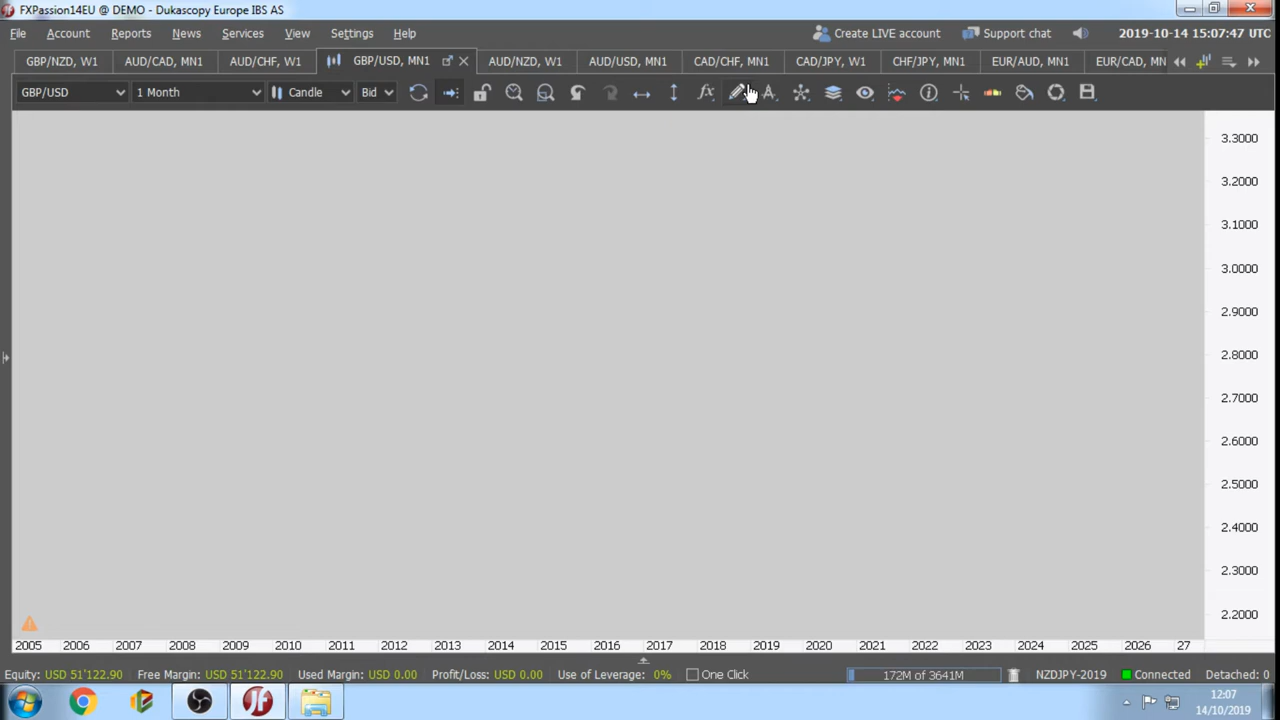 FXPassion14EU @ DEMO - Dukascopy Europe IBS AS
File Account Reports News Services View Settings Help Create LIVE account Support chat 2019-10-14 15:07:47 UTC
GBP/NZD, W1 AUD/CAD, MN1 AUD/CHF, W1 GBP/USD, MN1 AUD/NZD, W1 AUD/USD, MN1 CAD/CHF, MN1 CAD/JPY, W1 CHF/JPY, MN1 EUR/AUD, MN1 EUR/CAD, MN
GBP/USD 1 Month Candle Bid
3.3000
3.2000
3.1000
3.0000
2.9000
2.8000
2.7000
2.6000
2.5000
2.4000
2.3000
2.2000
2005 2006 2007 2008 2009 2010 2011 2012 2013 2014 2015 2016 2017 2018 2019 2020 2021 2022 2023 2024 2025 2026 27
Equity: USD 51'122.90 Free Margin: USD 51'122.90 Used Margin: USD 0.00 Profit/Loss: USD 0.00 Use of Leverage: 0% One Click 172M of 3641M NZDJPY-2019 Connected Detached: 0
12:07
14/10/2019